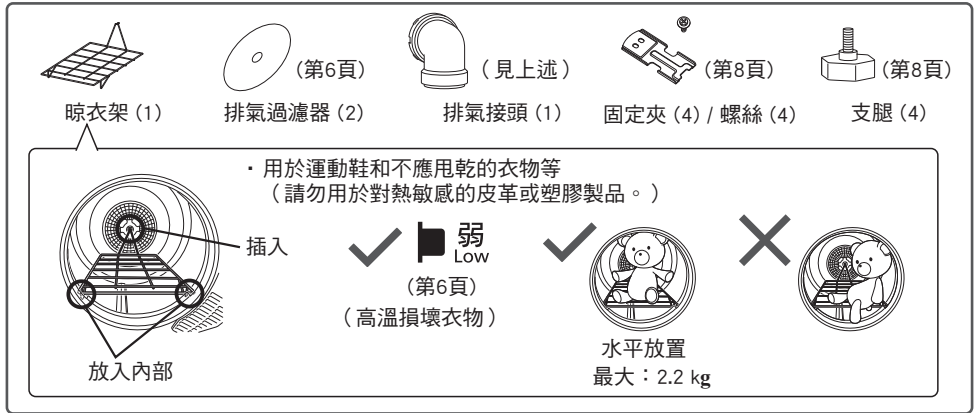 (第6頁)
(見上述)
(第8頁)
(第8頁)
晾衣架 (1)
排氣過濾器 (2)
排氣接頭 (1)
固定夾 (4) / 螺絲 (4)
支腿 (4)
・用於運動鞋和不應甩乾的衣物等
(請勿用於對熱敏感的皮革或塑膠製品。)
插入
放入內部
弱
Low
(第6頁)
(高溫損壞衣物)
水平放置
最大：2.2 kg